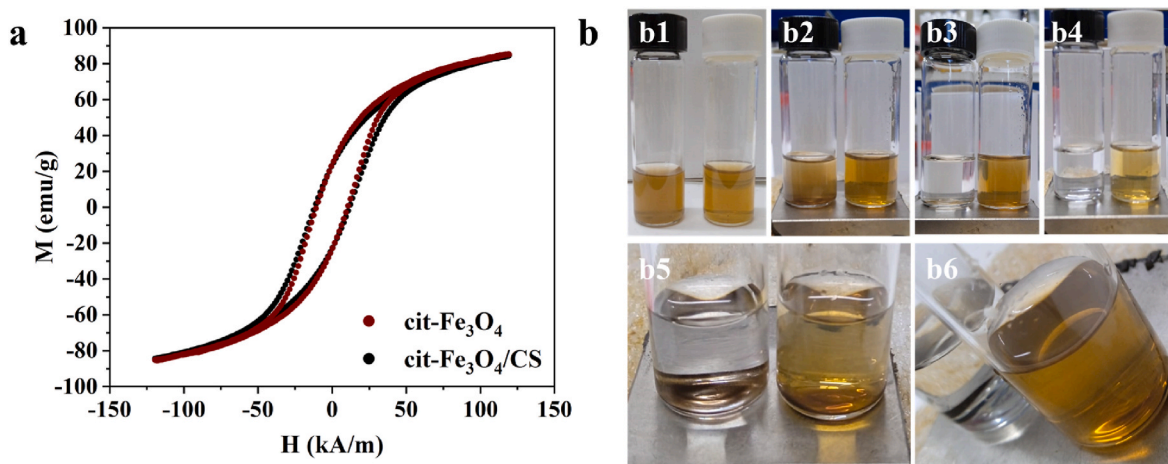 a
100
80
60
40
20
0
-20
-40
-60
-80
-100
M (emu/g)
-150 -100 -50 0 50 100 150
H (kA/m)
cit-Fe₃O₄
cit-Fe₃O₄/CS
b
b1
b2
b3
b4
b5
b6